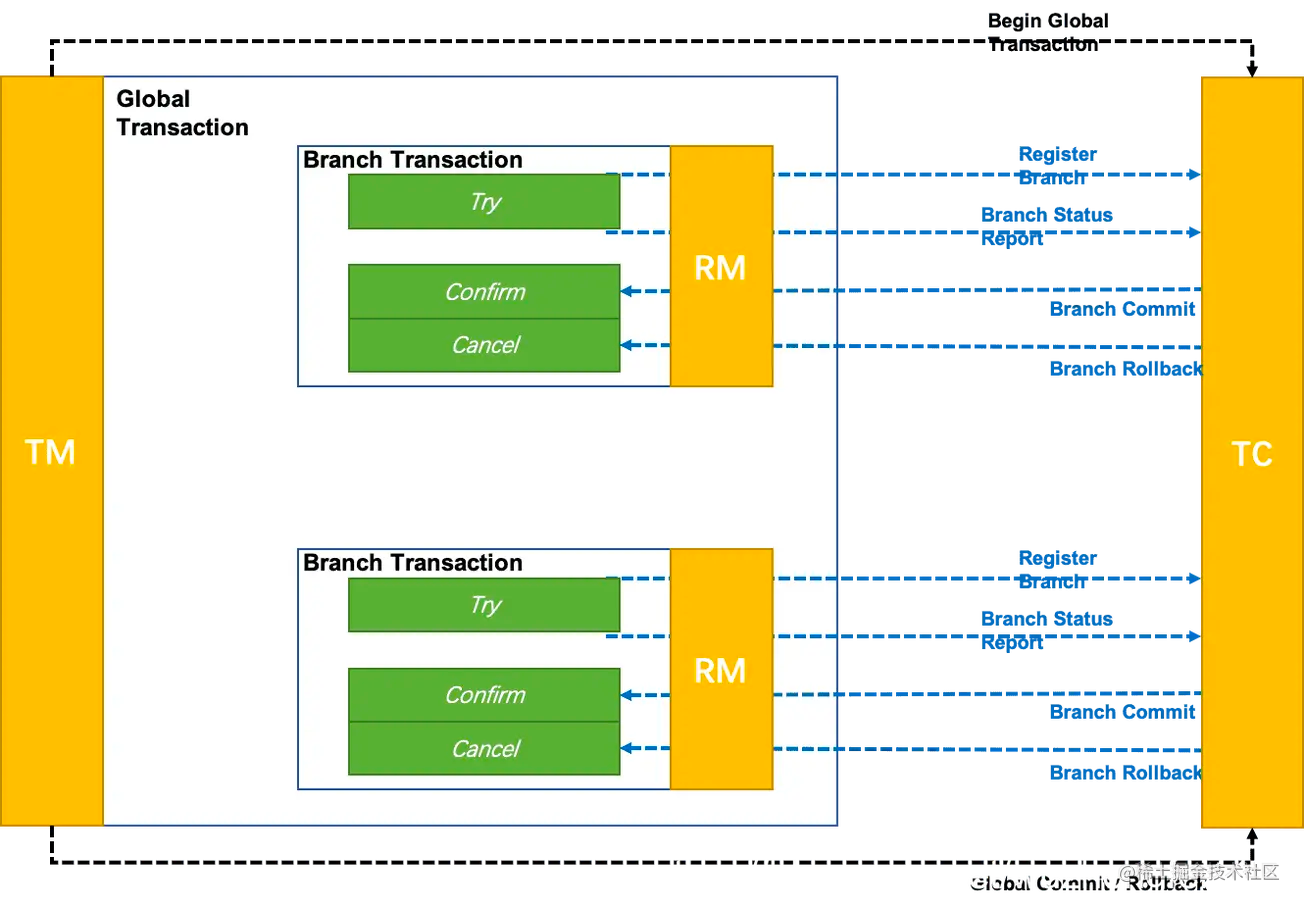 Begin Global
Transaction
Global
Transaction
Branch Transaction
Try
Confirm
Cancel
RM
Register
Branch
Branch Status
Report
Branch Commit
Branch Rollback
TM
TC
Branch Transaction
Try
Confirm
Cancel
RM
Register
Branch
Branch Status
Report
Branch Commit
Branch Rollback
@稀土掘金技术社区
Global Rollback